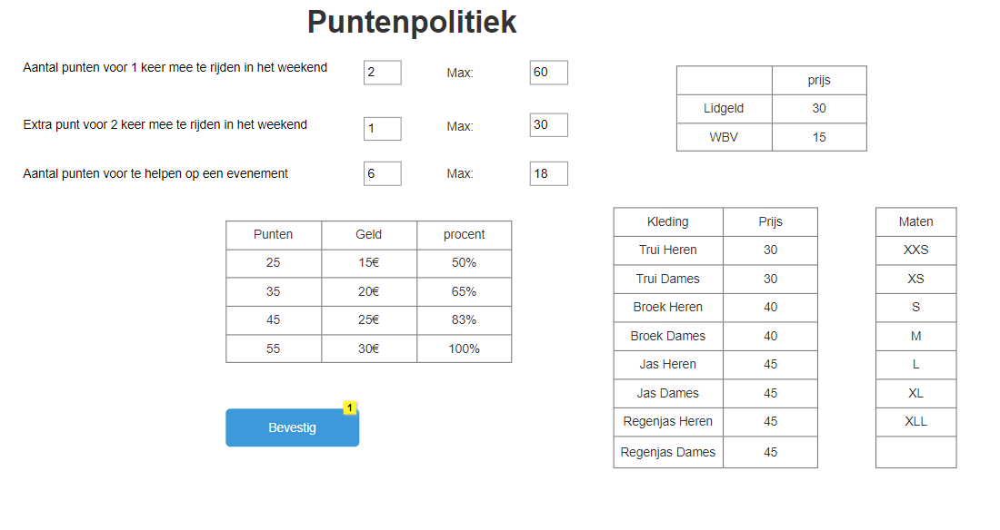 Puntenpolitiek
Aantal punten voor 1 keer mee te rijden in het weekend 2 Max: 60
Extra punt voor 2 keer mee te rijden in het weekend 1 Max: 30
Aantal punten voor te helpen op een evenement 6 Max: 18
prijs
Lidgeld 30
WBV 15
Punten Geld procent
25 15€ 50%
35 20€ 65%
45 25€ 83%
55 30€ 100%
1
Bevestig
Kleding Prijs
Trui Heren 30
Trui Dames 30
Broek Heren 40
Broek Dames 40
Jas Heren 45
Jas Dames 45
Regenjas Heren 45
Regenjas Dames 45
Maten
XXS
XS
S
M
L
XL
XLL